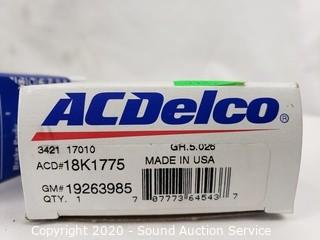 ACDelco®
3421 17010 GR.5.026
ACD#18K1775 MADE IN USA
GM#19263985
QTY. 1 7 07773 64543 7
Copyright © 2020 - Sound Auction Service